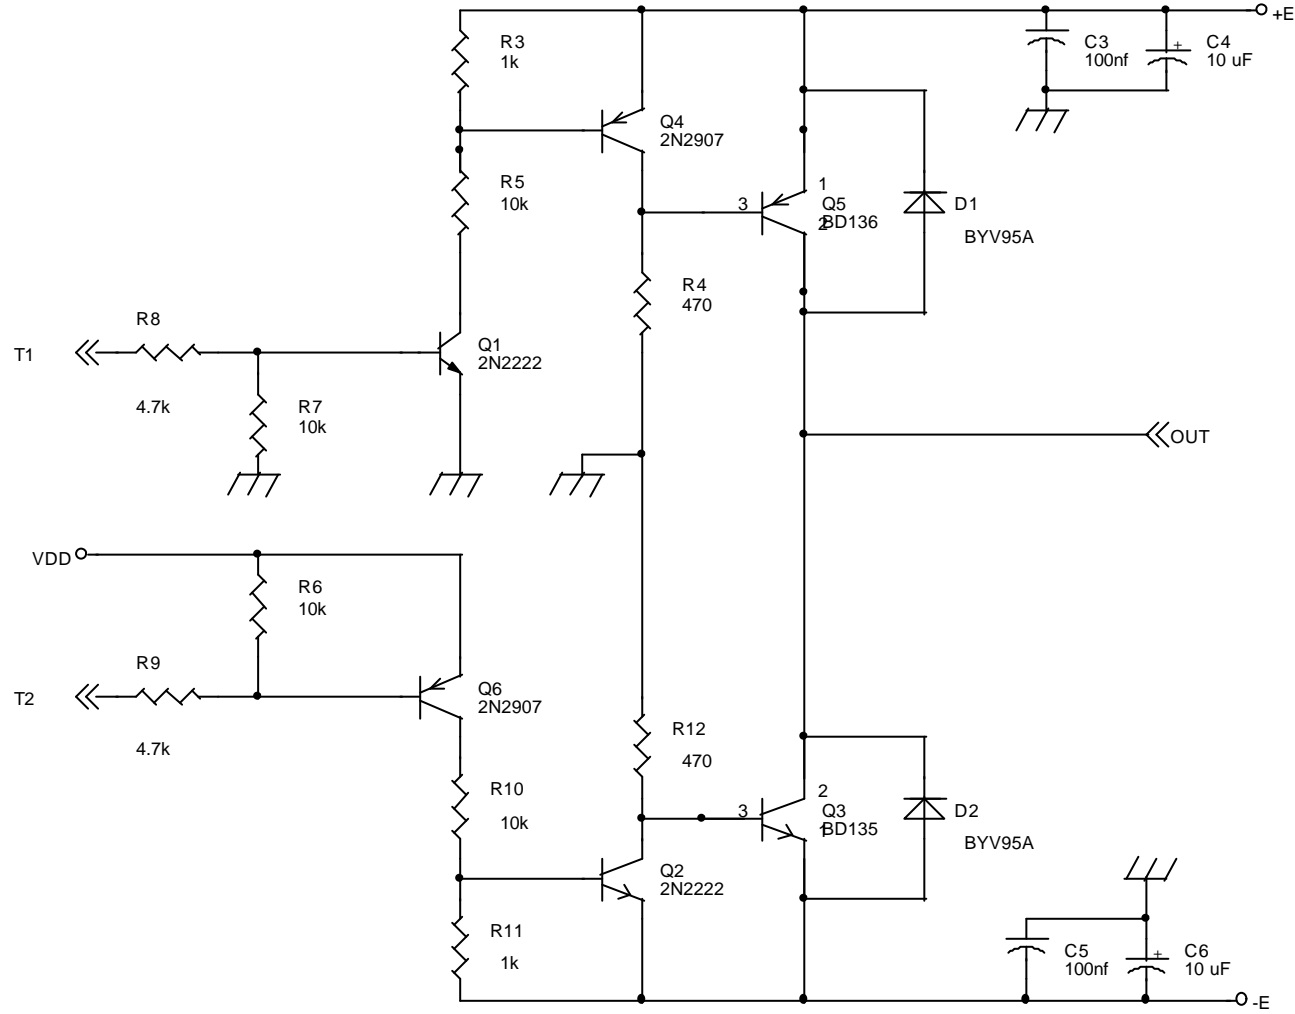 +E
R3
1k
C3
100nf
C4
+
10 uF
Q4
2N2907
R5
10k
1
3
Q5
BD136
2
D1
BYV95A
R4
470
R8
T1
4.7k
Q1
2N2222
R7
10k
OUT
VDD
R6
10k
R9
T2
4.7k
Q6
2N2907
R12
470
R10
10k
2
3
Q3
BD135
1
D2
BYV95A
Q2
2N2222
R11
1k
C5
100nf
C6
+
10 uF
-E